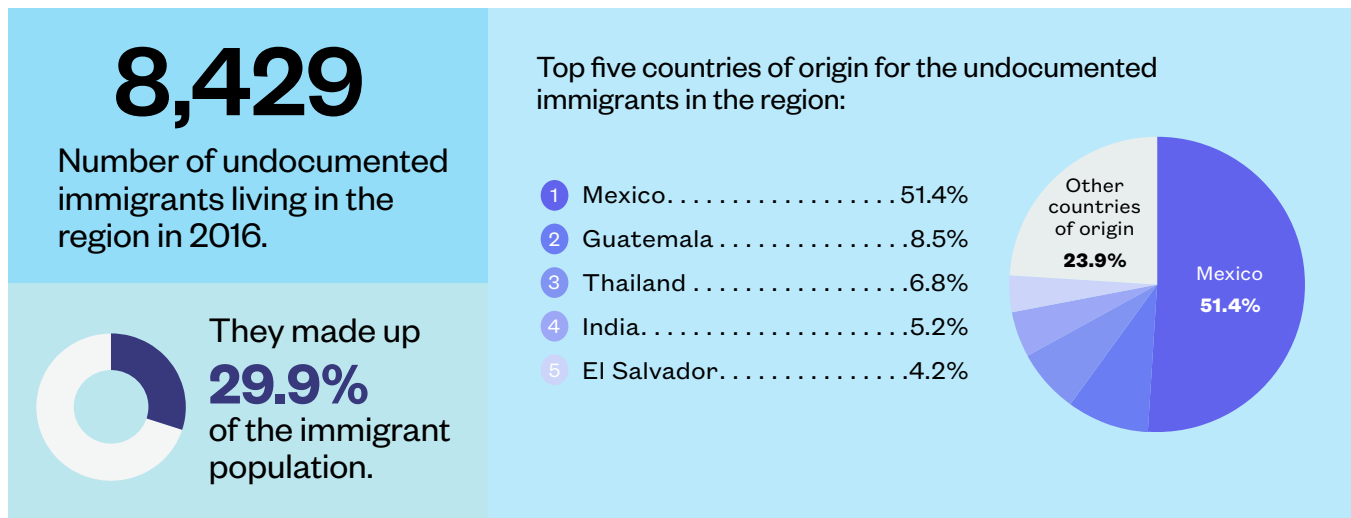 8,429
Number of undocumented
immigrants living in the
region in 2016.
They made up
29.9%
of the immigrant
population.
Top five countries of origin for the undocumented
immigrants in the region:
1 Mexico. . . . . . . . . . . . . . . . . . 51.4%
2 Guatemala . . . . . . . . . . . . . . .8.5%
3 Thailand . . . . . . . . . . . . . . . . .6.8%
4 India. . . . . . . . . . . . . . . . . . . . .5.2%
5 El Salvador. . . . . . . . . . . . . . .4.2%
Other
countries
of origin
23.9%
Mexico
51.4%